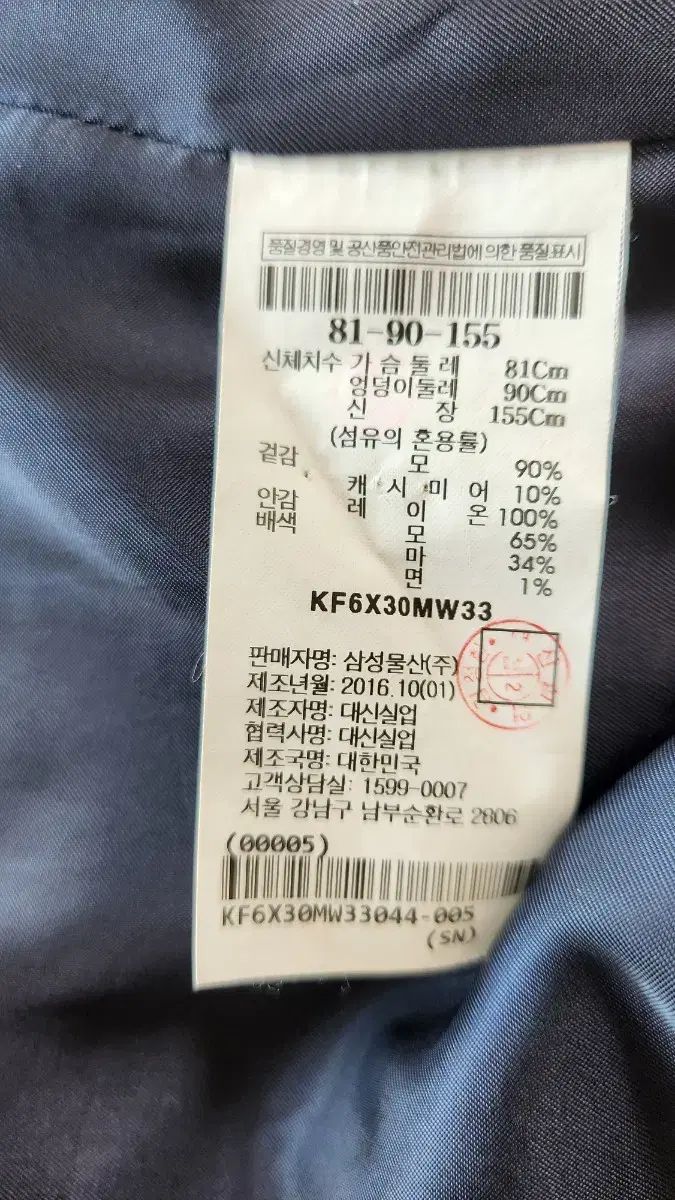 품질경영 및 공산품안전관리법에 의한 품질표시
81-90-155
신체치수 가 슴 둘 레 81Cm
엉덩이둘레 90Cm
신 장 155Cm
(섬유의 혼용률)
겉감 모 90%
캐 시 미 어 10%
안감 레 이 온 100%
배색 모 65%
마 34%
면 1%
KF6X30MW33
판매자명: 삼성물산(주)
제조년월: 2016.10(01)
제조자명: 대신실업
협력사명: 대신실업
제조국명: 대한민국
고객상담실: 1599-0007
서울 강남구 남부순환로 2806
(00005)
KF6X30MW33044-005
(SN)